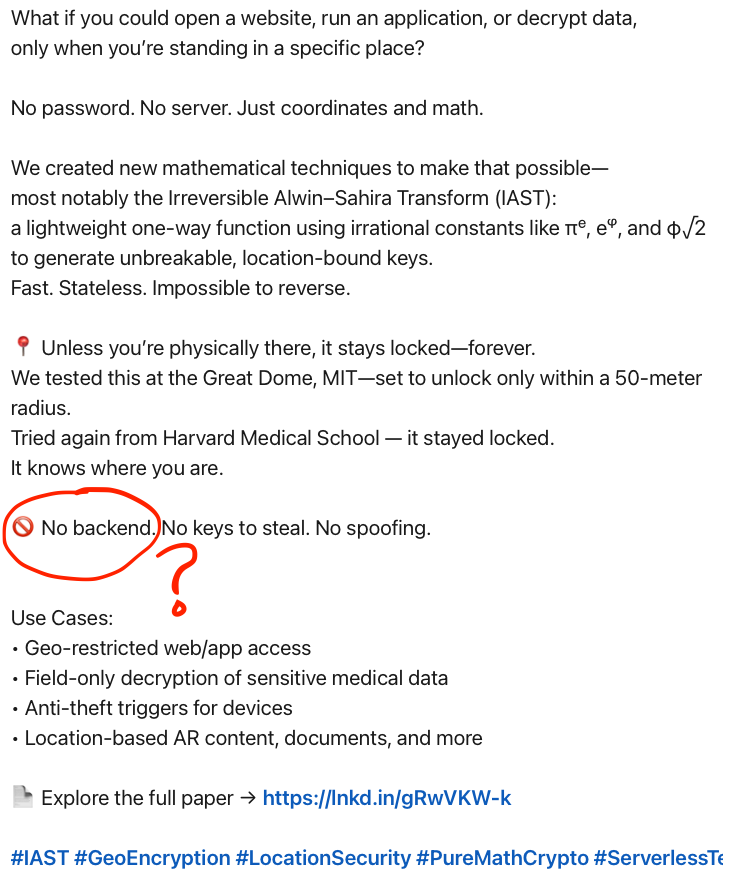 What if you could open a website, run an application, or decrypt data,
only when you’re standing in a specific place?
No password. No server. Just coordinates and math.
We created new mathematical techniques to make that possible—
most notably the Irreversible Alwin–Sahira Transform (IAST):
a lightweight one-way function using irrational constants like πᵉ, eᵠ, and ϕ√2
to generate unbreakable, location-bound keys.
Fast. Stateless. Impossible to reverse.
📍 Unless you’re physically there, it stays locked—forever.
We tested this at the Great Dome, MIT—set to unlock only within a 50-meter
radius.
Tried again from Harvard Medical School — it stayed locked.
It knows where you are.
🚫 No backend. No keys to steal. No spoofing.
?
Use Cases:
• Geo-restricted web/app access
• Field-only decryption of sensitive medical data
• Anti-theft triggers for devices
• Location-based AR content, documents, and more
📄 Explore the full paper → https://lnkd.in/gRwVKW-k
#IAST #GeoEncryption #LocationSecurity #PureMathCrypto #ServerlessTe